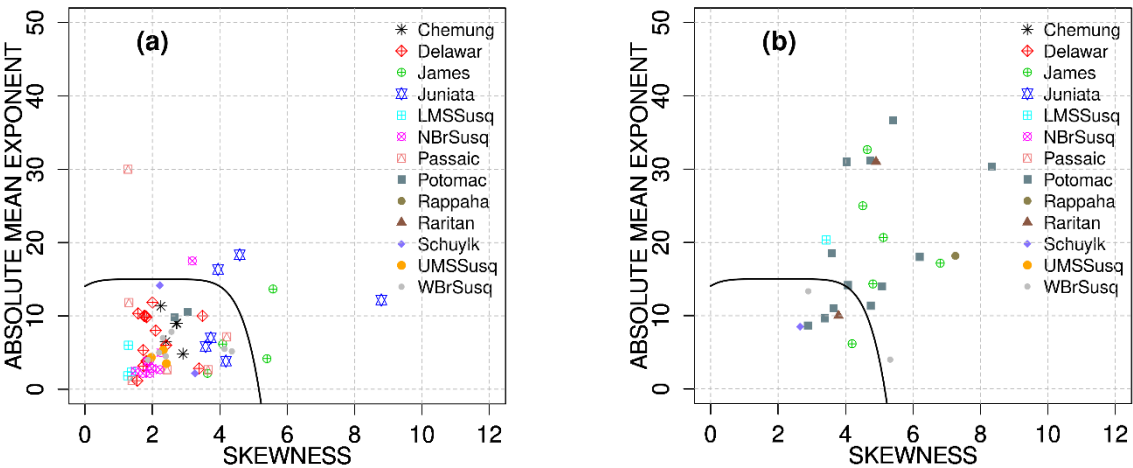 (a)
ABSOLUTE MEAN EXPONENT
50
40
30
20
10
0
0 2 4 6 8 10 12
SKEWNESS
Chemung
Delawar
James
Juniata
LMSSusq
NBrSusq
Passaic
Potomac
Rappaha
Raritan
Schuylk
UMSSusq
WBrSusq
(b)
ABSOLUTE MEAN EXPONENT
50
40
30
20
10
0
0 2 4 6 8 10 12
SKEWNESS
Chemung
Delawar
James
Juniata
LMSSusq
NBrSusq
Passaic
Potomac
Rappaha
Raritan
Schuylk
UMSSusq
WBrSusq